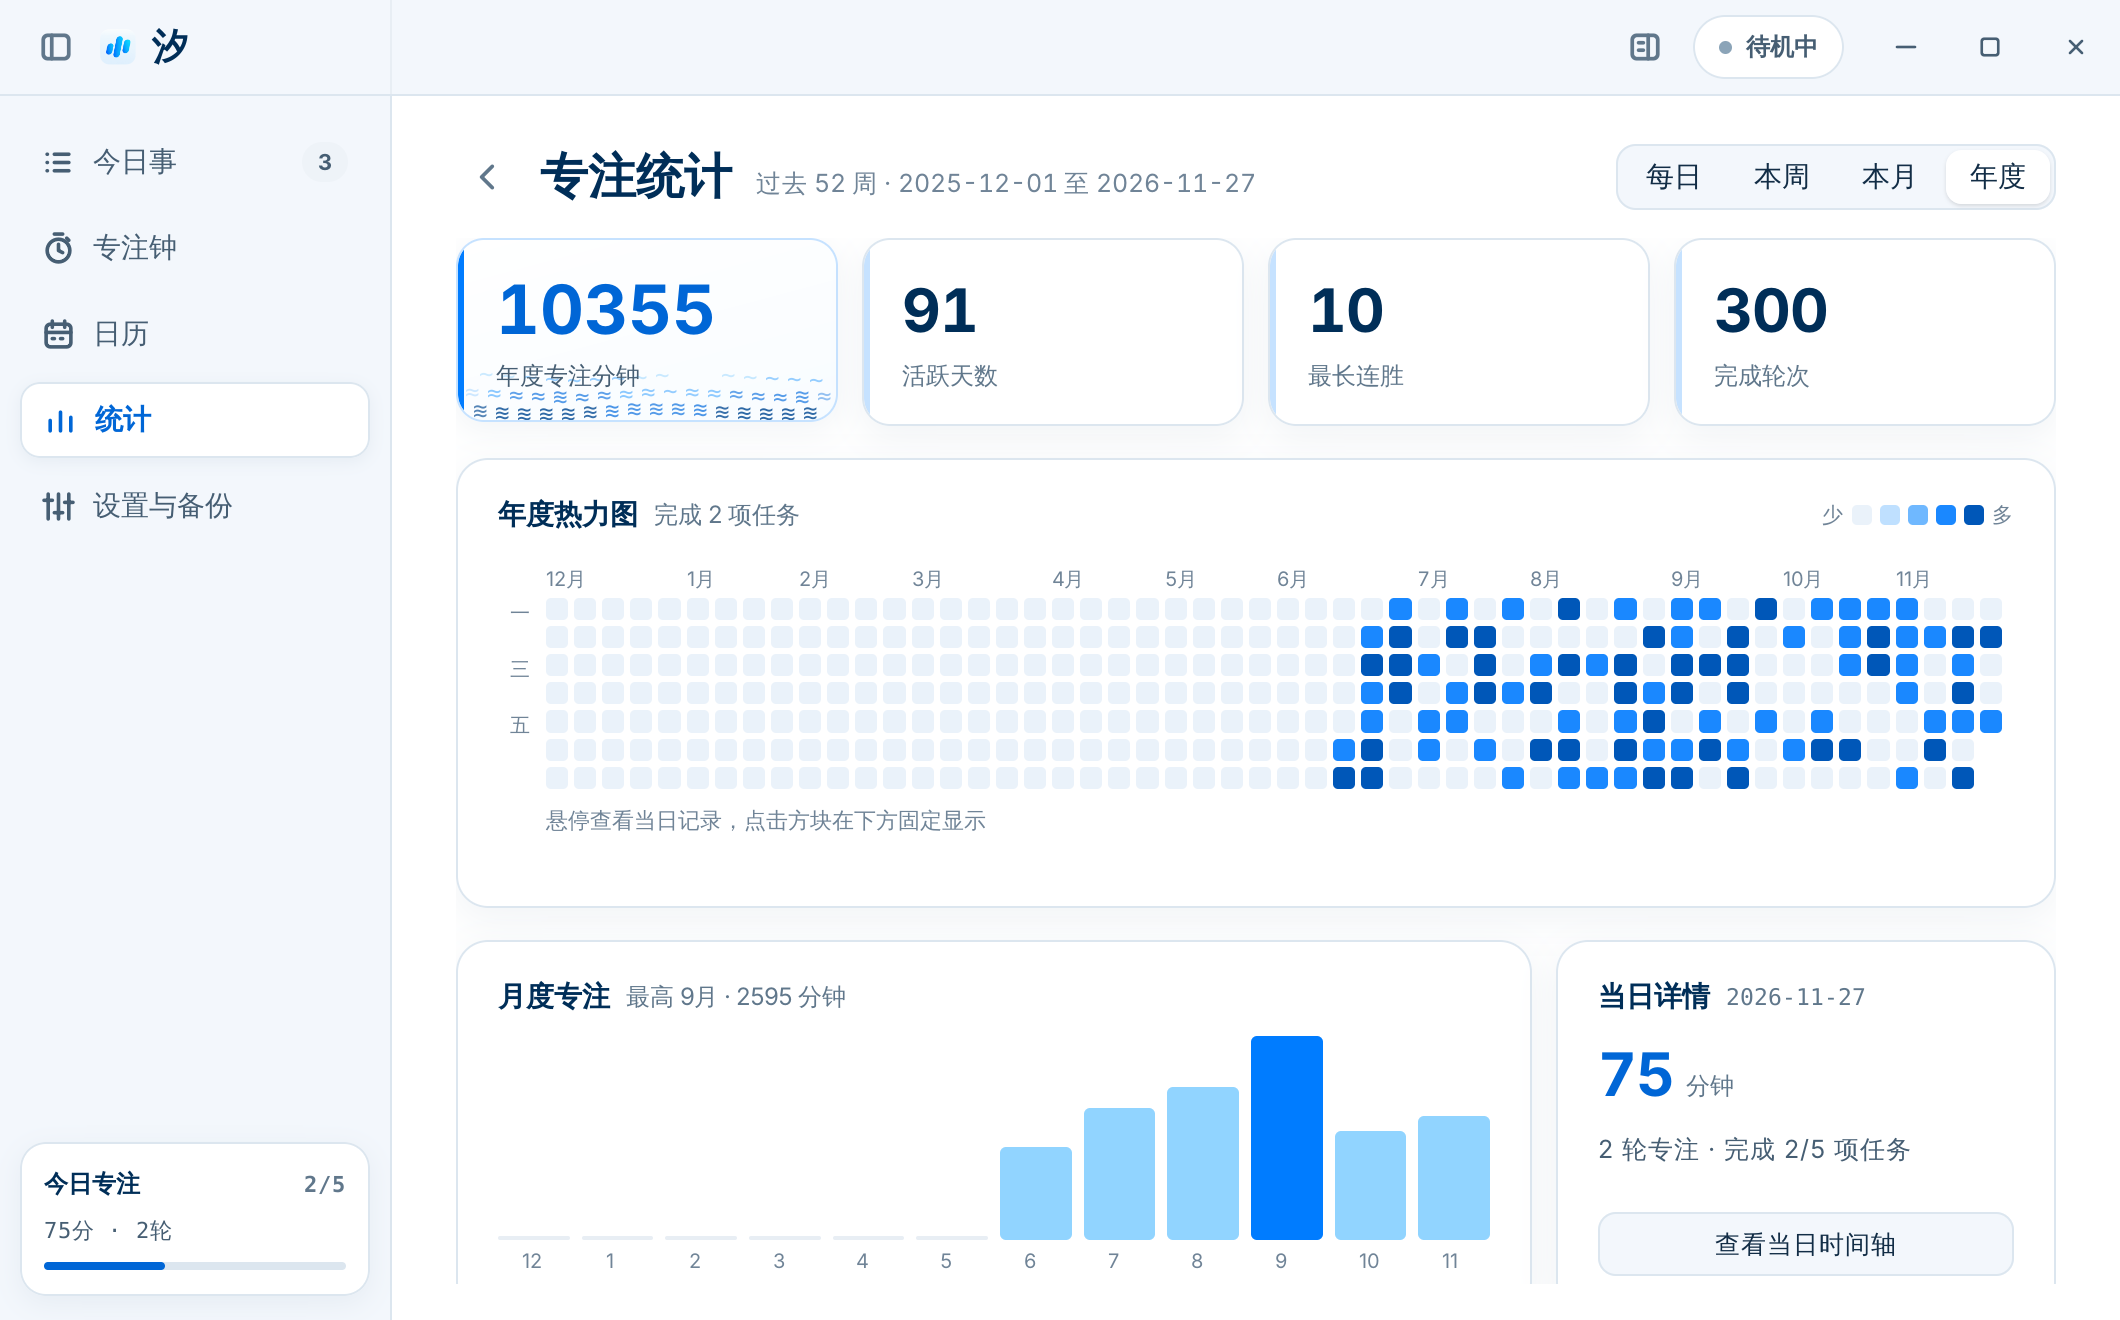 汐
待机中
今日事 3
专注钟
日历
统计
设置与备份
今日专注 2/5
75分 · 2轮
专注统计 过去 52 周 · 2025-12-01 至 2026-11-27
每日 本周 本月 年度
10355
年度专注分钟
91
活跃天数
10
最长连胜
300
完成轮次
年度热力图 完成 2 项任务
少 多
12月 1月 2月 3月 4月 5月 6月 7月 8月 9月 10月 11月
一
三
五
悬停查看当日记录，点击方块在下方固定显示
月度专注 最高 9月 · 2595 分钟
12 1 2 3 4 5 6 7 8 9 10 11
当日详情 2026-11-27
75 分钟
2 轮专注 · 完成 2/5 项任务
查看当日时间轴